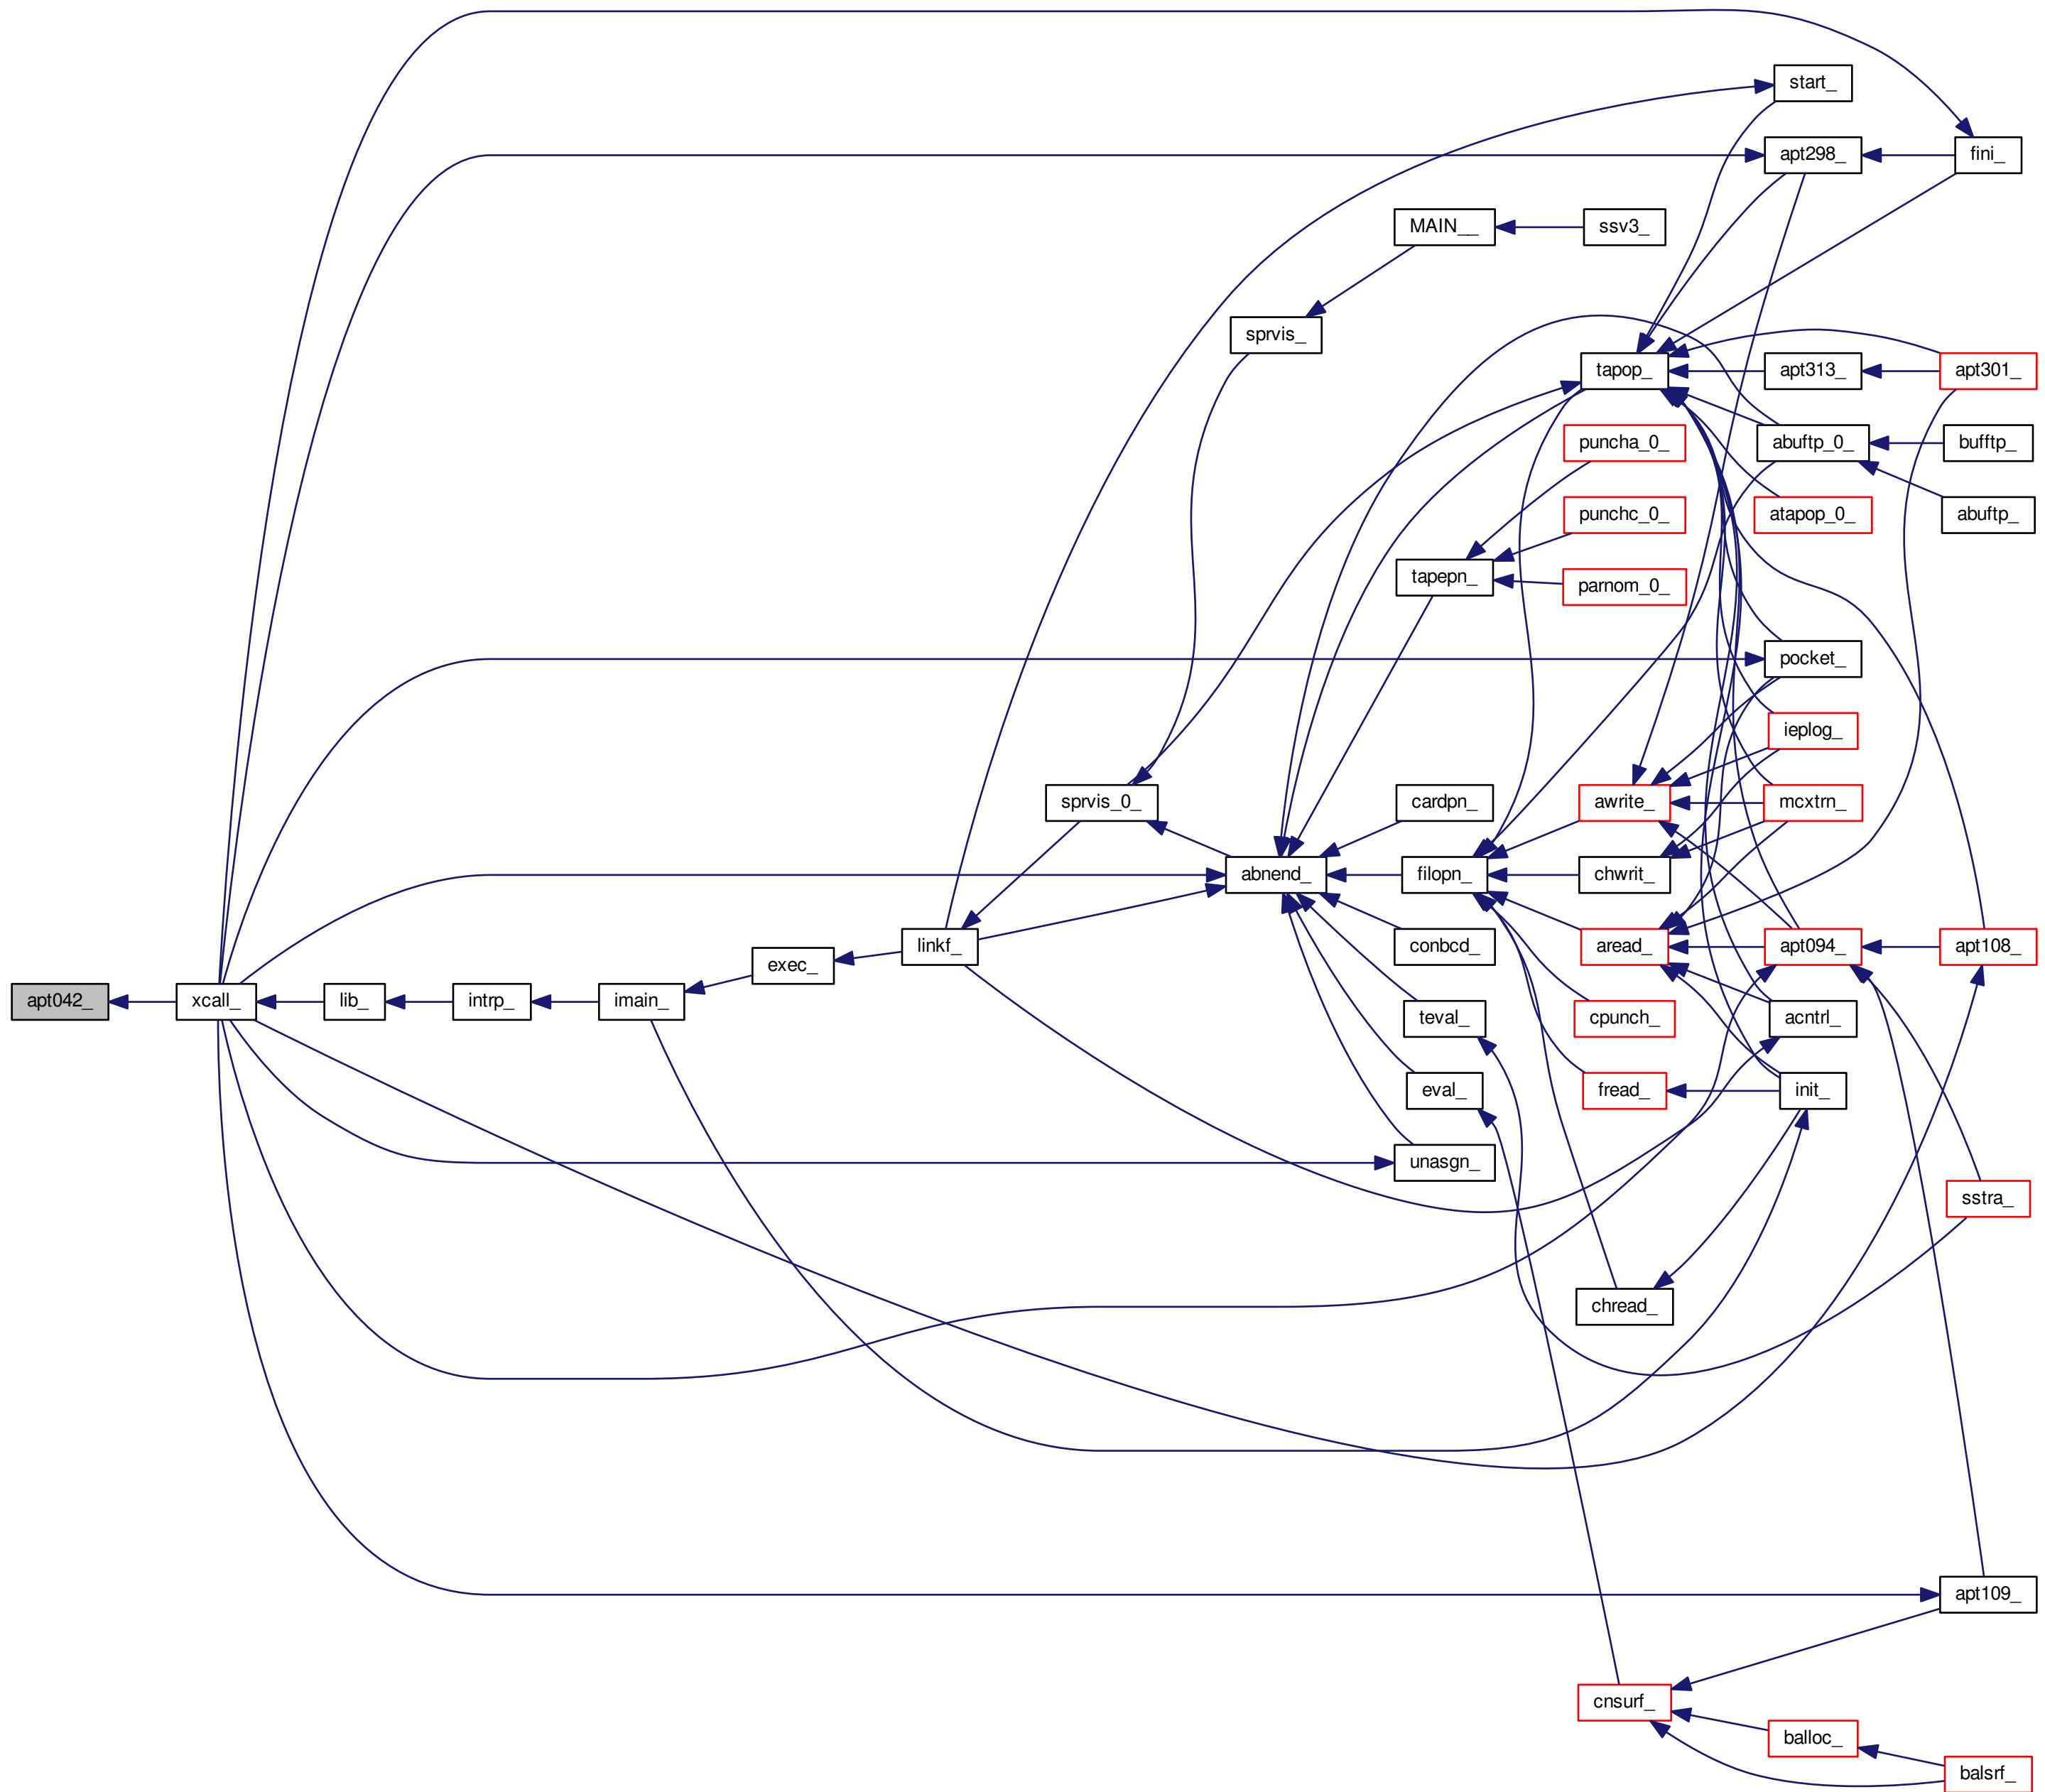 start_
apt298_
fini_
MAIN__
ssv3_
sprvis_
tapop_
apt313_
apt301_
puncha_0_
abuftp_0_
bufftp_
punchc_0_
atapop_0_
abuftp_
tapepn_
parnom_0_
pocket_
ieplog_
sprvis_0_
cardpn_
awrite_
mcxtrn_
abnend_
filopn_
chwrit_
linkf_
conbcd_
aread_
apt094_
apt108_
exec_
apt042_
xcall_
lib_
intrp_
imain_
teval_
cpunch_
acntrl_
eval_
fread_
init_
unasgn_
sstra_
chread_
apt109_
cnsurf_
balloc_
balsrf_